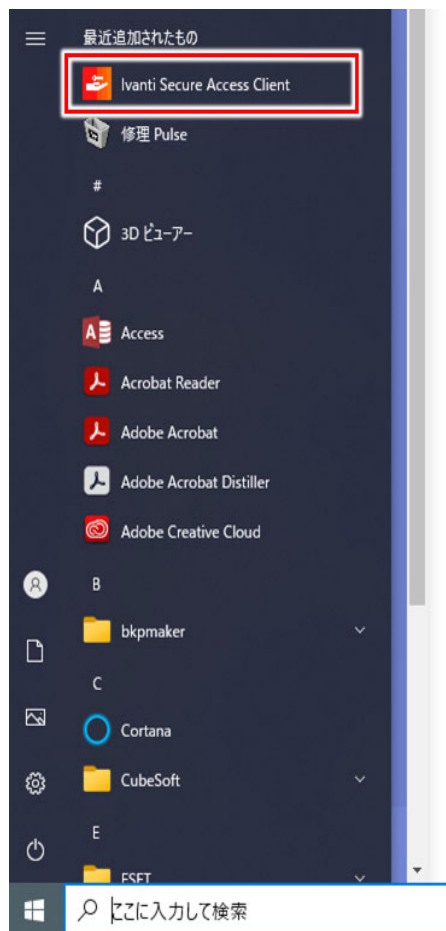 最近追加されたもの
Ivanti Secure Access Client
修理 Pulse
#
3D ビューアー
A
Access
Acrobat Reader
Adobe Acrobat
Adobe Acrobat Distiller
Adobe Creative Cloud
B
bkpmaker
C
Cortana
CubeSoft
E
ESET
ここに入力して検索